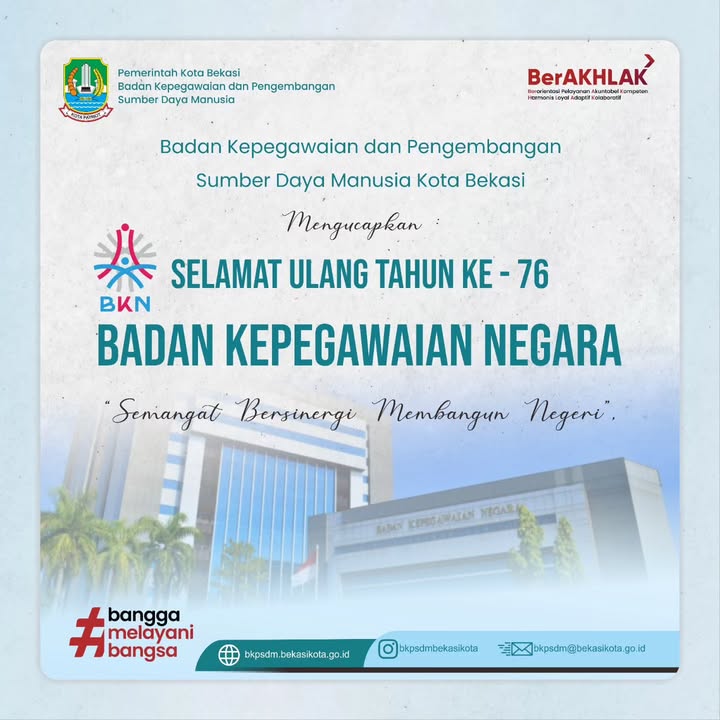 Pemerintah Kota Bekasi
Badan Kepegawaian dan Pengembangan
Sumber Daya Manusia
KOTA PATRIOT
BerAKHLAK
Berorientasi Pelayanan Akuntabel Kompeten
Harmonis Loyal Adaptif Kolaboratif
Badan Kepegawaian dan Pengembangan
Sumber Daya Manusia Kota Bekasi
Mengucapkan :
BKN
SELAMAT ULANG TAHUN KE - 76
BADAN KEPEGAWAIAN NEGARA
“Semangat Bersinergi Membangun Negeri”.
BADAN KEPEGAWAIAN NEGARA
#bangga
melayani
bangsa
bkpsdm.bekasikota.go.id
bkpsdmbekasikota
bkpsdm@bekasikota.go.id